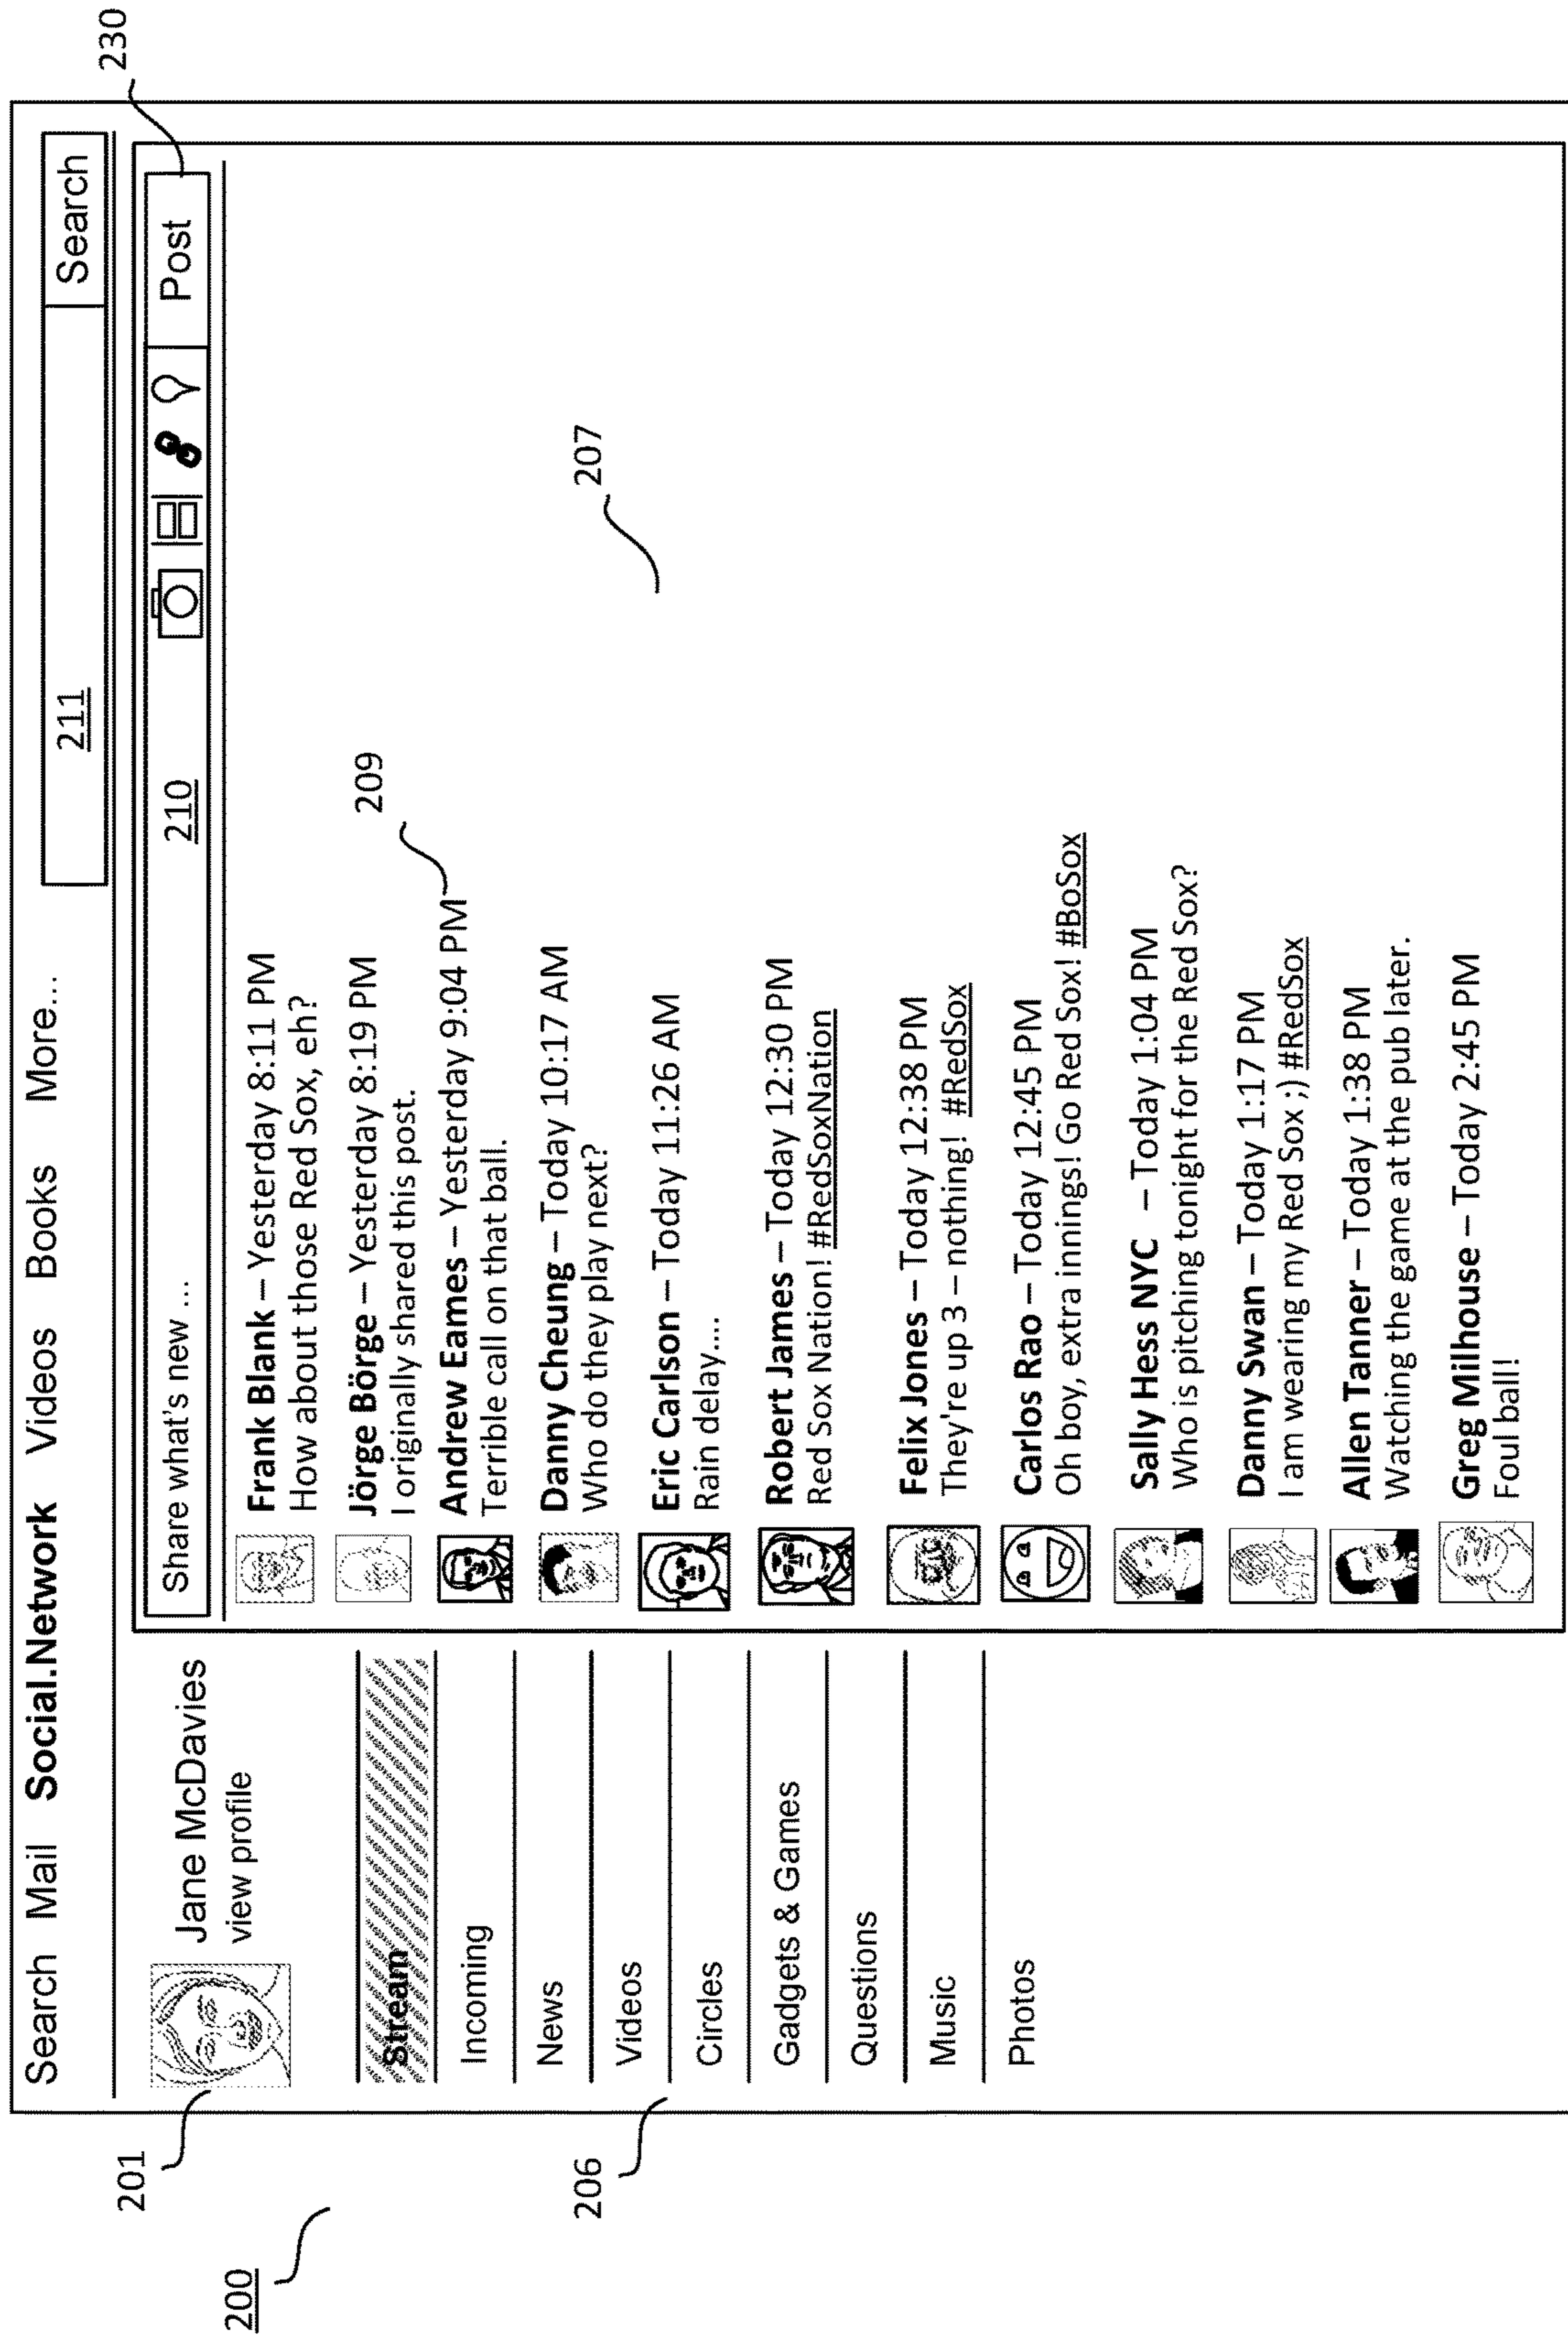 200
201
206
207
209
230
Search Mail Social.Network Videos Books More...
211
Search
Jane McDavies
view profile
Stream
Incoming
News
Videos
Circles
Gadgets & Games
Questions
Music
Photos
Share what's new ...
210
Post
Frank Blank – Yesterday 8:11 PM
How about those Red Sox, eh?
Jörge Börge – Yesterday 8:19 PM
I originally shared this post.
Andrew Eames – Yesterday 9:04 PM
Terrible call on that ball.
Danny Cheung – Today 10:17 AM
Who do they play next?
Eric Carlson – Today 11:26 AM
Rain delay....
Robert James – Today 12:30 PM
Red Sox Nation! #RedSoxNation
Felix Jones – Today 12:38 PM
They're up 3 – nothing! #RedSox
Carlos Rao – Today 12:45 PM
Oh boy, extra innings! Go Red Sox! #BoSox
Sally Hess NYC – Today 1:04 PM
Who is pitching tonight for the Red Sox?
Danny Swan – Today 1:17 PM
I am wearing my Red Sox ;) #RedSox
Allen Tanner – Today 1:38 PM
Watching the game at the pub later.
Greg Milhouse – Today 2:45 PM
Foul ball!